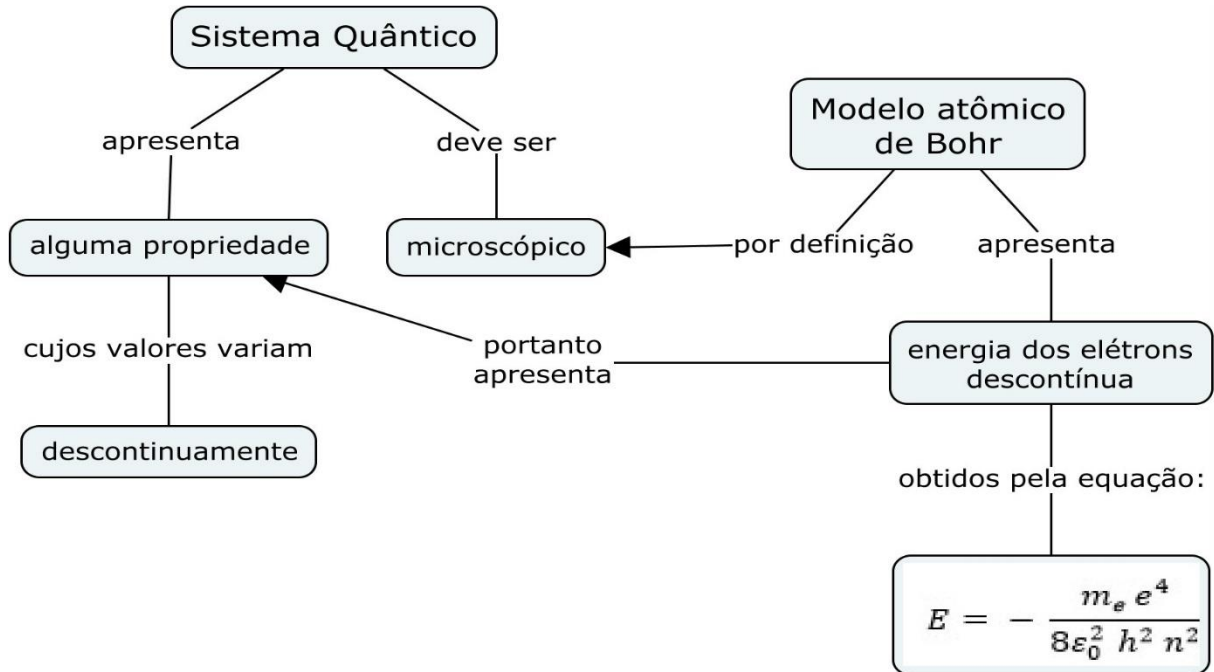 Sistema Quântico
apresenta
deve ser
Modelo atômico
de Bohr
alguma propriedade
microscópico
por definição
apresenta
cujos valores variam
portanto
apresenta
energia dos elétrons
descontínua
descontinuamente
obtidos pela equação:
E = − mₑ e⁴ / 8ε₀² h² n²